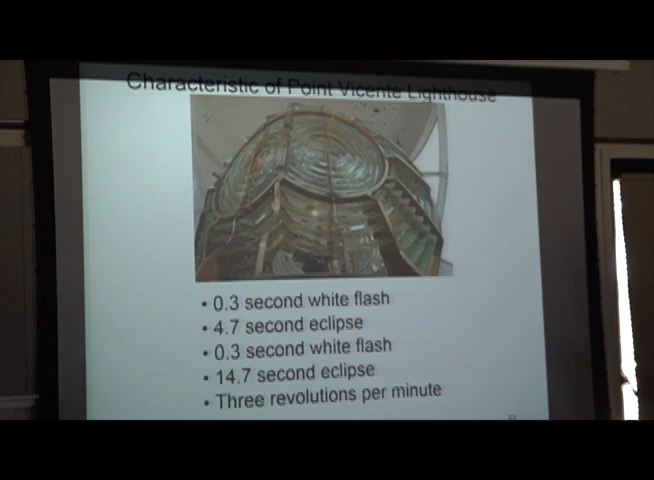 Characteristic of Point Vicente Lighthouse
• 0.3 second white flash
• 4.7 second eclipse
• 0.3 second white flash
• 14.7 second eclipse
• Three revolutions per minute